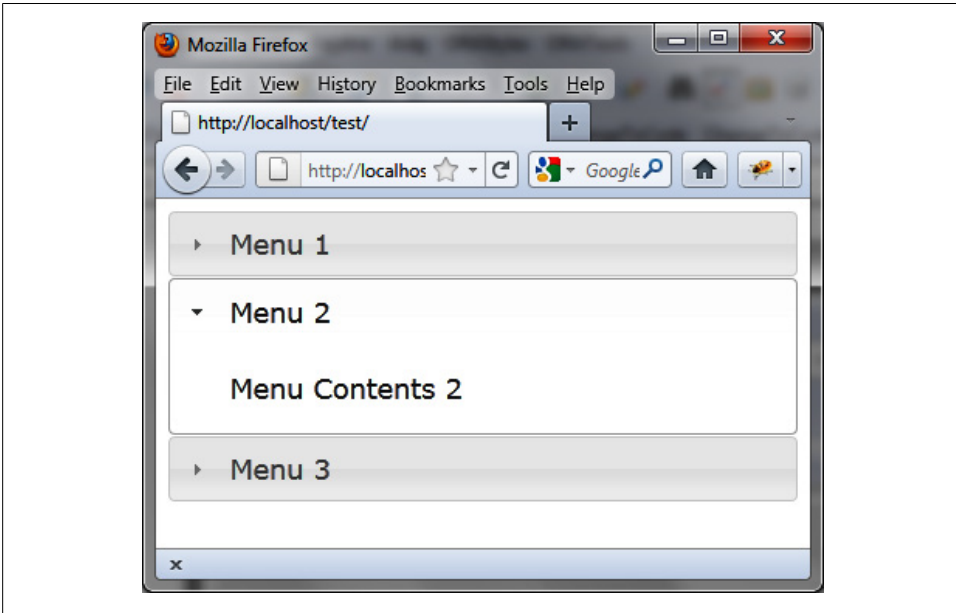 Mozilla Firefox
File Edit View History Bookmarks Tools Help
http://localhost/test/
http://localhos Google
Menu 1
Menu 2
Menu Contents 2
Menu 3